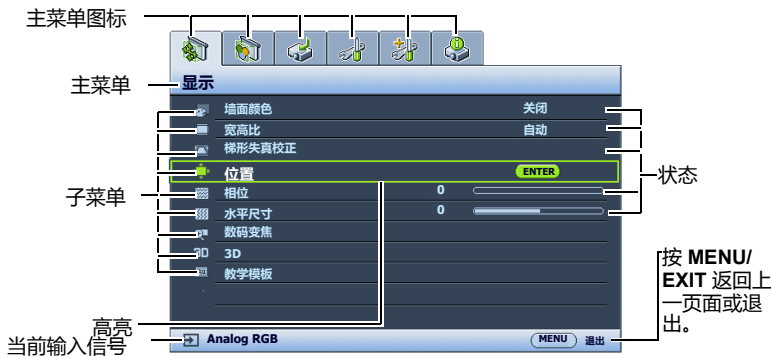 主菜单图标
主菜单
显示
墙面颜色 关闭
宽高比 自动
梯形失真校正
位置 ENTER
状态
子菜单
相位 0
水平尺寸 0
数码变焦
3D 3D
教学模板
按 MENU/
EXIT 返回上
一页面或退
出。
高亮
当前输入信号
Analog RGB MENU 退出